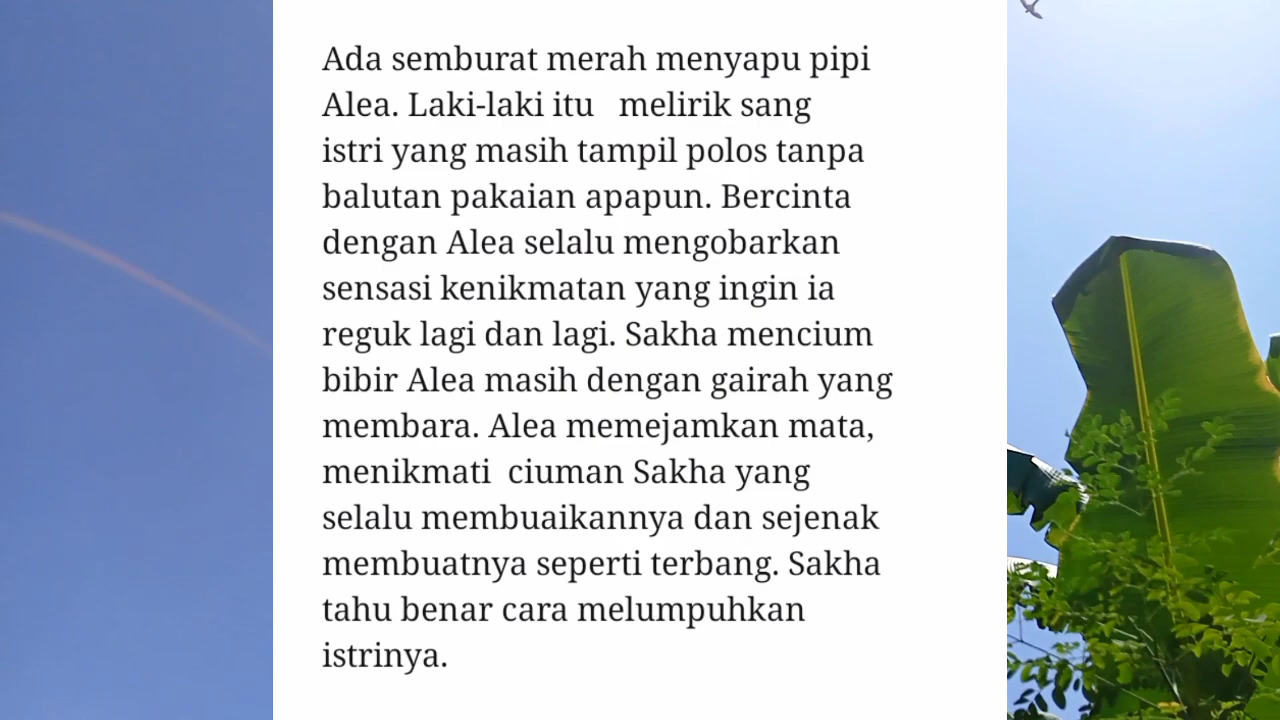 Ada semburat merah menyapu pipi
Alea. Laki-laki itu   melirik sang
istri yang masih tampil polos tanpa
balutan pakaian apapun. Bercinta
dengan Alea selalu mengobarkan
sensasi kenikmatan yang ingin ia
reguk lagi dan lagi. Sakha mencium
bibir Alea masih dengan gairah yang
membara. Alea memejamkan mata,
menikmati  ciuman Sakha yang
selalu membuaikannya dan sejenak
membuatnya seperti terbang. Sakha
tahu benar cara melumpuhkan
istrinya.